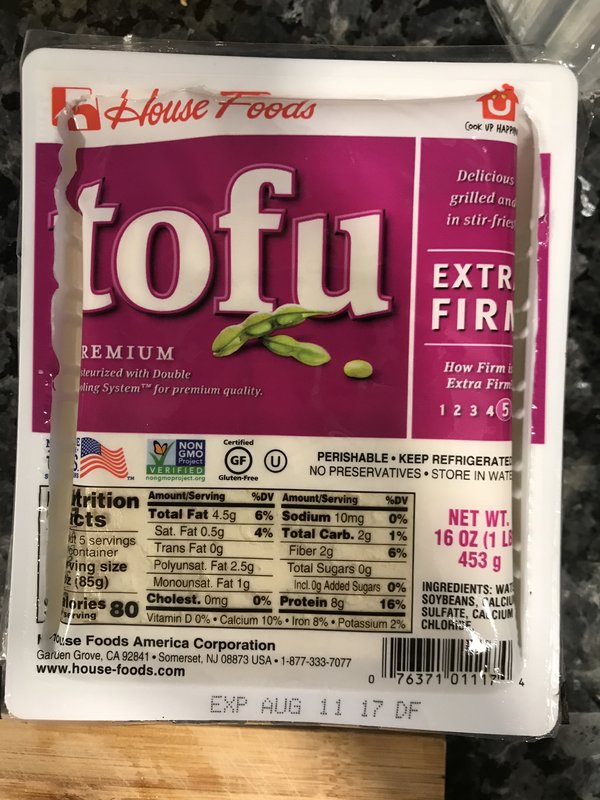 House Foods
COOK UP HAPP
tofu
Delicious
grilled and
in stir-fries
EXTR
FIRM
REMIUM
steurized with Double
ling System™ for premium quality.
How Firm is
Extra Firm
1 2 3 4 5
NON
GMO
Project
VERIFIED
nongmoproject.org
Certified
GF
Gluten-Free
U
PERISHABLE • KEEP REFRIGERATED
NO PRESERVATIVES • STORE IN WATE
trition
cts
Amount/Serving %DV Amount/Serving %DV
Total Fat 4.5g 6% Sodium 10mg 0%
Sat. Fat 0.5g 4% Total Carb. 2g 1%
Trans Fat 0g Fiber 2g 6%
Polyunsat. Fat 2.5g Total Sugars 0g
Monounsat. Fat 1g Incl. 0g Added Sugars 0%
Cholest. 0mg 0% Protein 8g 16%
Vitamin D 0% • Calcium 10% • Iron 8% • Potassium 2%
5 servings
container
ving size
z (85g)
lories 80
serving
NET WT.
16 OZ (1 LB
453 g
INGREDIENTS: WAT
SOYBEANS, CALCIU
SULFATE, CALCIUM
CHLORIDE
House Foods America Corporation
Garden Grove, CA 92841 • Somerset, NJ 08873 USA • 1-877-333-7077
www.house-foods.com
0 76371 01117 4
EXP AUG 11 17 DF